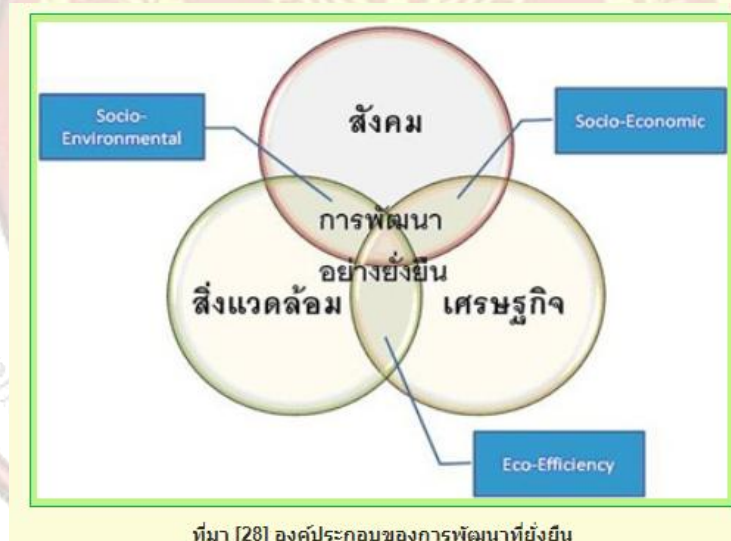 สังคม
Socio-
Environmental
Socio-Economic
การพัฒนา
อย่างยั่งยืน
สิ่งแวดล้อม
เศรษฐกิจ
Eco-Efficiency
ที่มา [28] องค์ประกอบของการพัฒนาที่ยั่งยืน